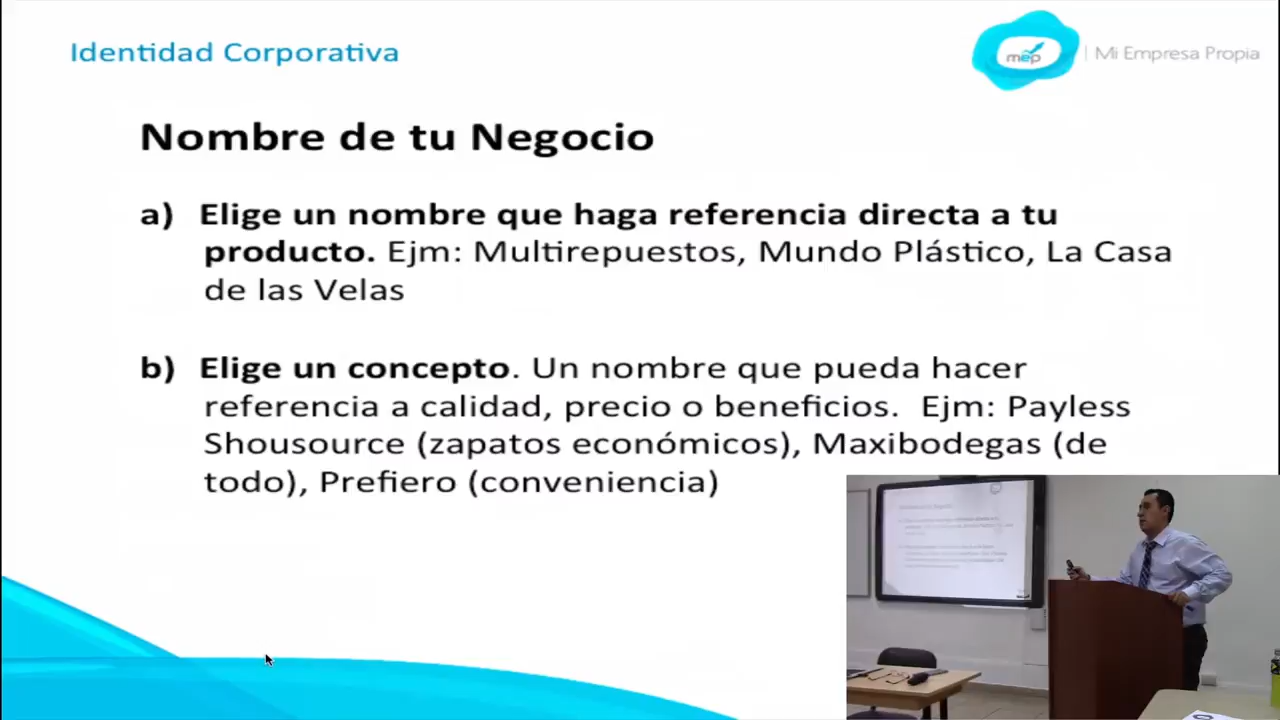 Identidad Corporativa
mep
Mi Empresa Propia
Nombre de tu Negocio
a) Elige un nombre que haga referencia directa a tu
producto. Ejm: Multirepuestos, Mundo Plástico, La Casa
de las Velas
b) Elige un concepto. Un nombre que pueda hacer
referencia a calidad, precio o beneficios. Ejm: Payless
Shousource (zapatos económicos), Maxibodegas (de
todo), Prefiero (conveniencia)